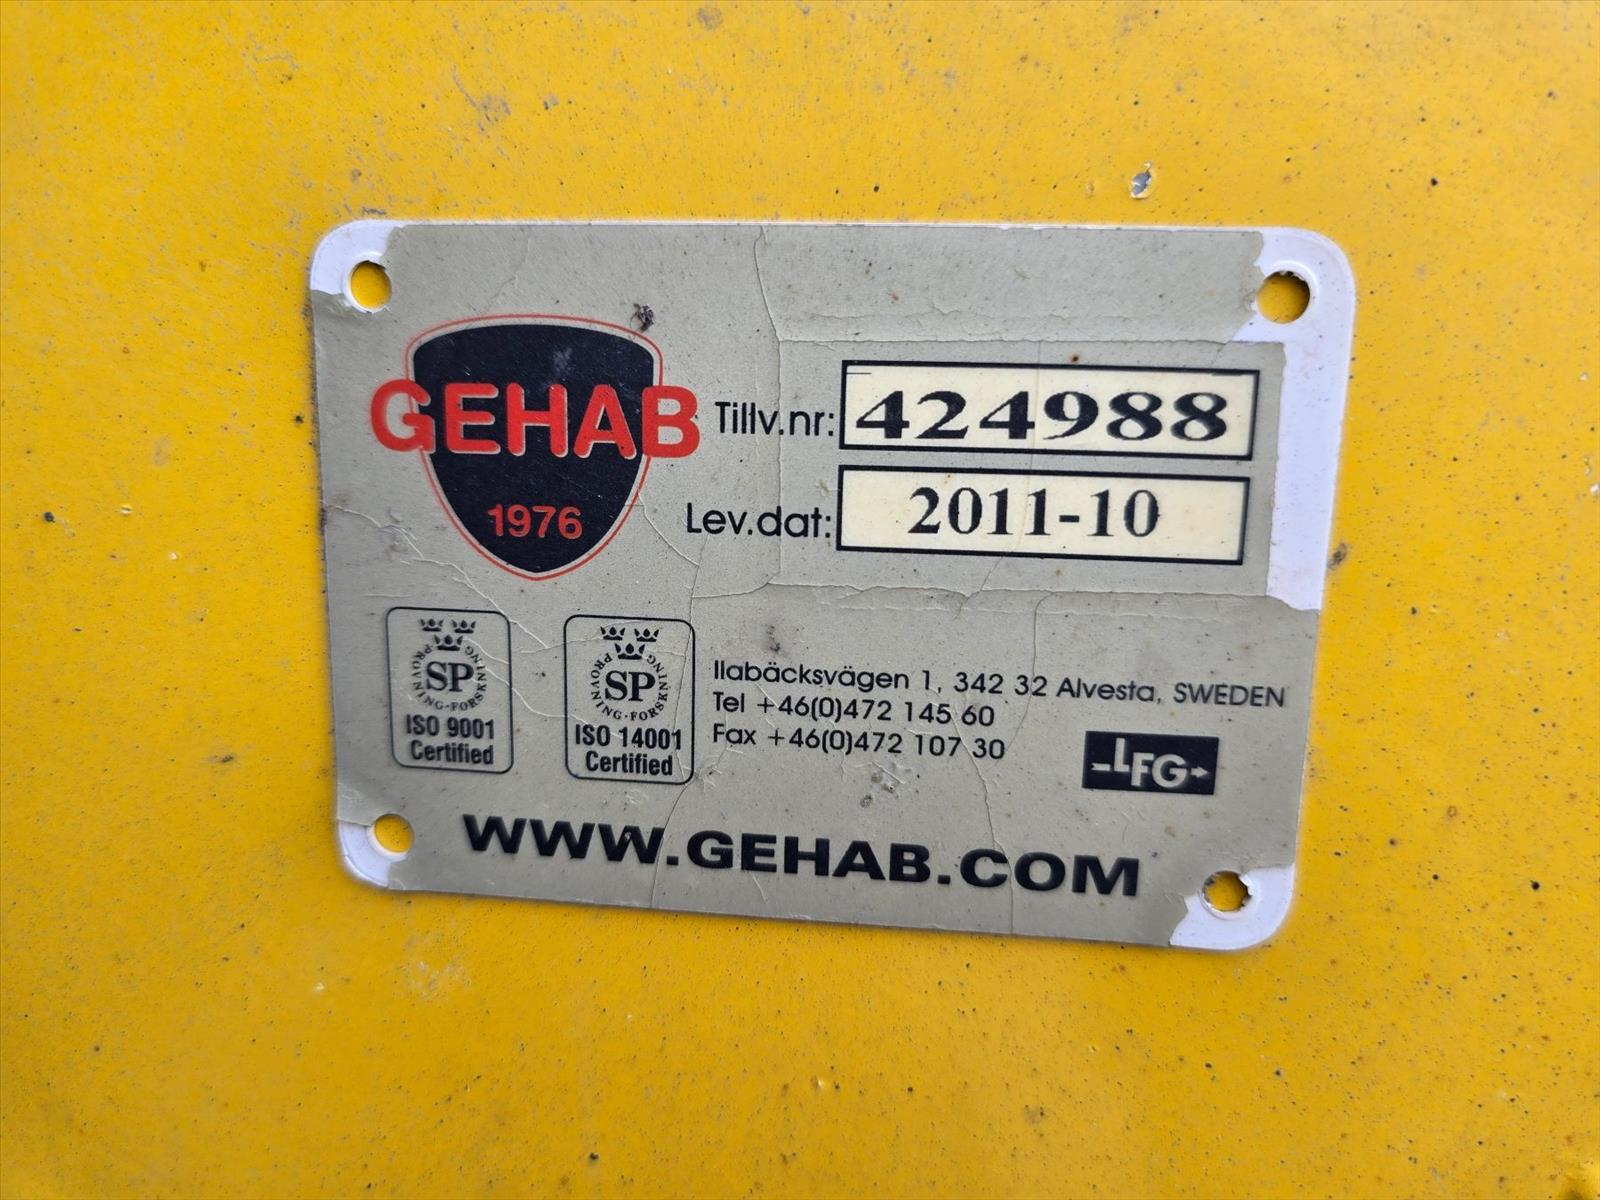 GEHAB
1976
Tillv.nr: 424988
Lev.dat: 2011-10
SP
PROVNING·FORSKNING
ISO 9001
Certified
SP
PROVNING·FORSKNING
ISO 14001
Certified
Ilabäcksvägen 1, 342 32 Alvesta, SWEDEN
Tel +46(0)472 145 60
Fax +46(0)472 107 30
LFG
WWW.GEHAB.COM